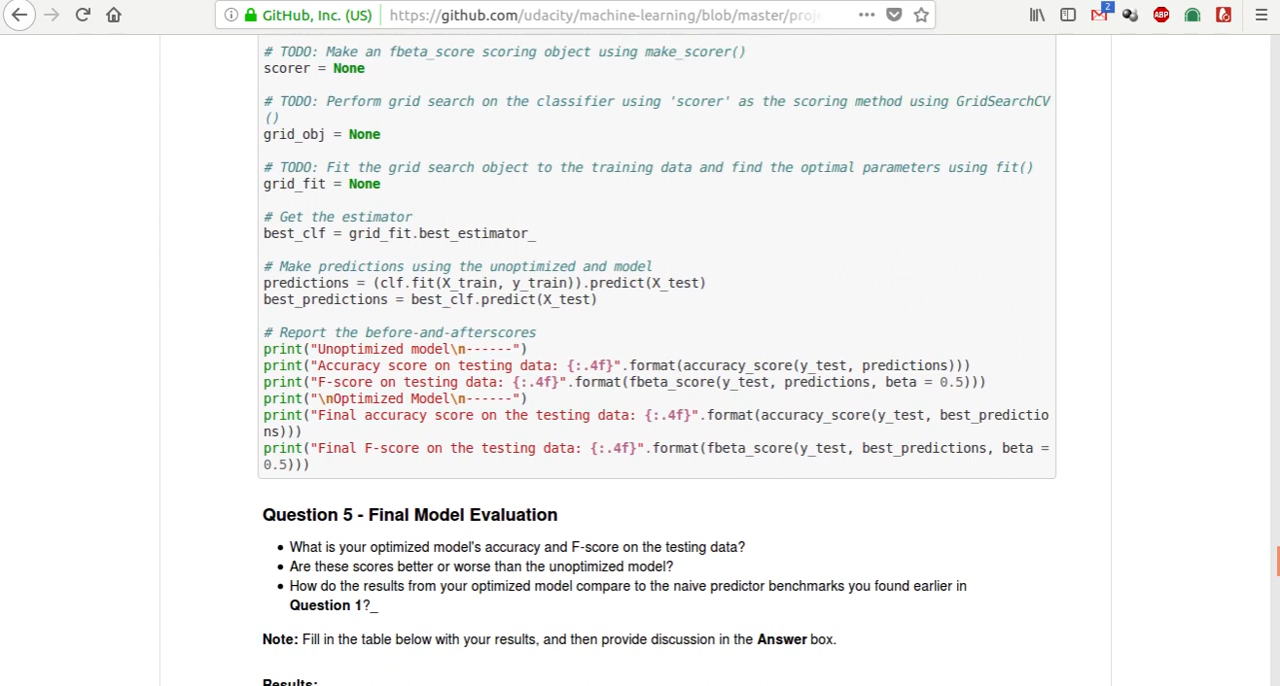 GitHub, Inc. (US)
https://github.com/udacity/machine-learning/blob/master/proje
2
ABP
# TODO: Make an fbeta_score scoring object using make_scorer()
scorer = None
# TODO: Perform grid search on the classifier using 'scorer' as the scoring method using GridSearchCV
()
grid_obj = None
# TODO: Fit the grid search object to the training data and find the optimal parameters using fit()
grid_fit = None
# Get the estimator
best_clf = grid_fit.best_estimator_
# Make predictions using the unoptimized and model
predictions = (clf.fit(X_train, y_train)).predict(X_test)
best_predictions = best_clf.predict(X_test)
# Report the before-and-afterscores
print("Unoptimized model\n------")
print("Accuracy score on testing data: {:.4f}".format(accuracy_score(y_test, predictions)))
print("F-score on testing data: {:.4f}".format(fbeta_score(y_test, predictions, beta = 0.5)))
print("\nOptimized Model\n------")
print("Final accuracy score on the testing data: {:.4f}".format(accuracy_score(y_test, best_predictio
ns)))
print("Final F-score on the testing data: {:.4f}".format(fbeta_score(y_test, best_predictions, beta =
0.5)))
Question 5 - Final Model Evaluation
• What is your optimized model's accuracy and F-score on the testing data?
• Are these scores better or worse than the unoptimized model?
• How do the results from your optimized model compare to the naive predictor benchmarks you found earlier in
Question 1?_
Note: Fill in the table below with your results, and then provide discussion in the Answer box.
Results: